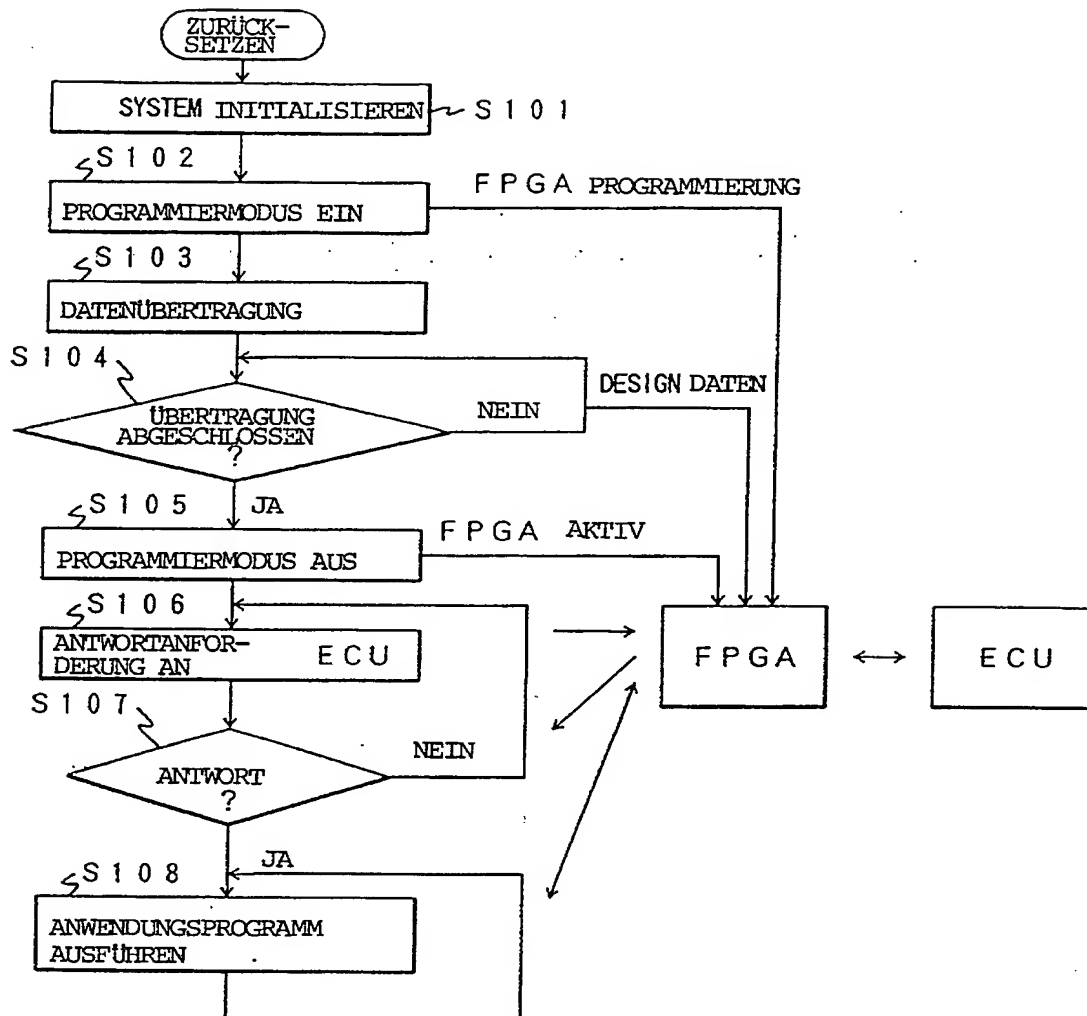 ZURÜCK-
SETZEN
SYSTEM INITIALISIEREN
S101
S102
FPGA PROGRAMMIERUNG
PROGRAMMIERMODUS EIN
S103
DATENÜBERTRAGUNG
S104
DESIGN DATEN
NEIN
ÜBERTRAGUNG
ABGESCHLOSSEN
?
JA
S105
FPGA AKTIV
PROGRAMMIERMODUS AUS
S106
ANTWORTANFOR-
DERUNG AN ECU
FPGA
ECU
S107
NEIN
ANTWORT
?
JA
S108
ANWENDUNGSPROGRAMM
AUSFÜHREN